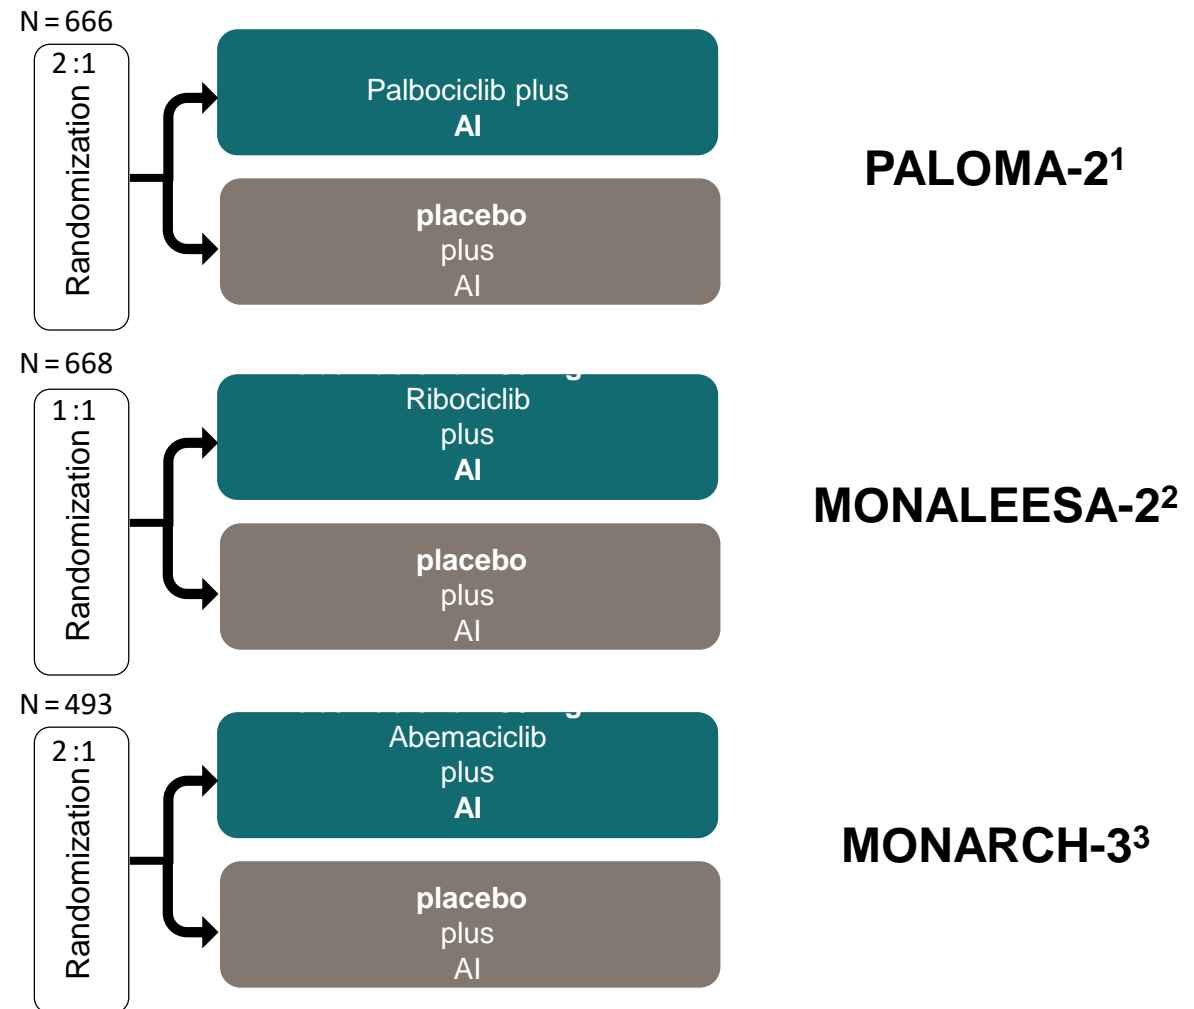 N = 666
2:1
Randomization
Palbociclib plus
AI
placebo
plus
AI
PALOMA-2¹
N = 668
1:1
Randomization
Ribociclib
plus
AI
placebo
plus
AI
MONALEESA-2²
N = 493
2:1
Randomization
Abemaciclib
plus
AI
placebo
plus
AI
MONARCH-3³